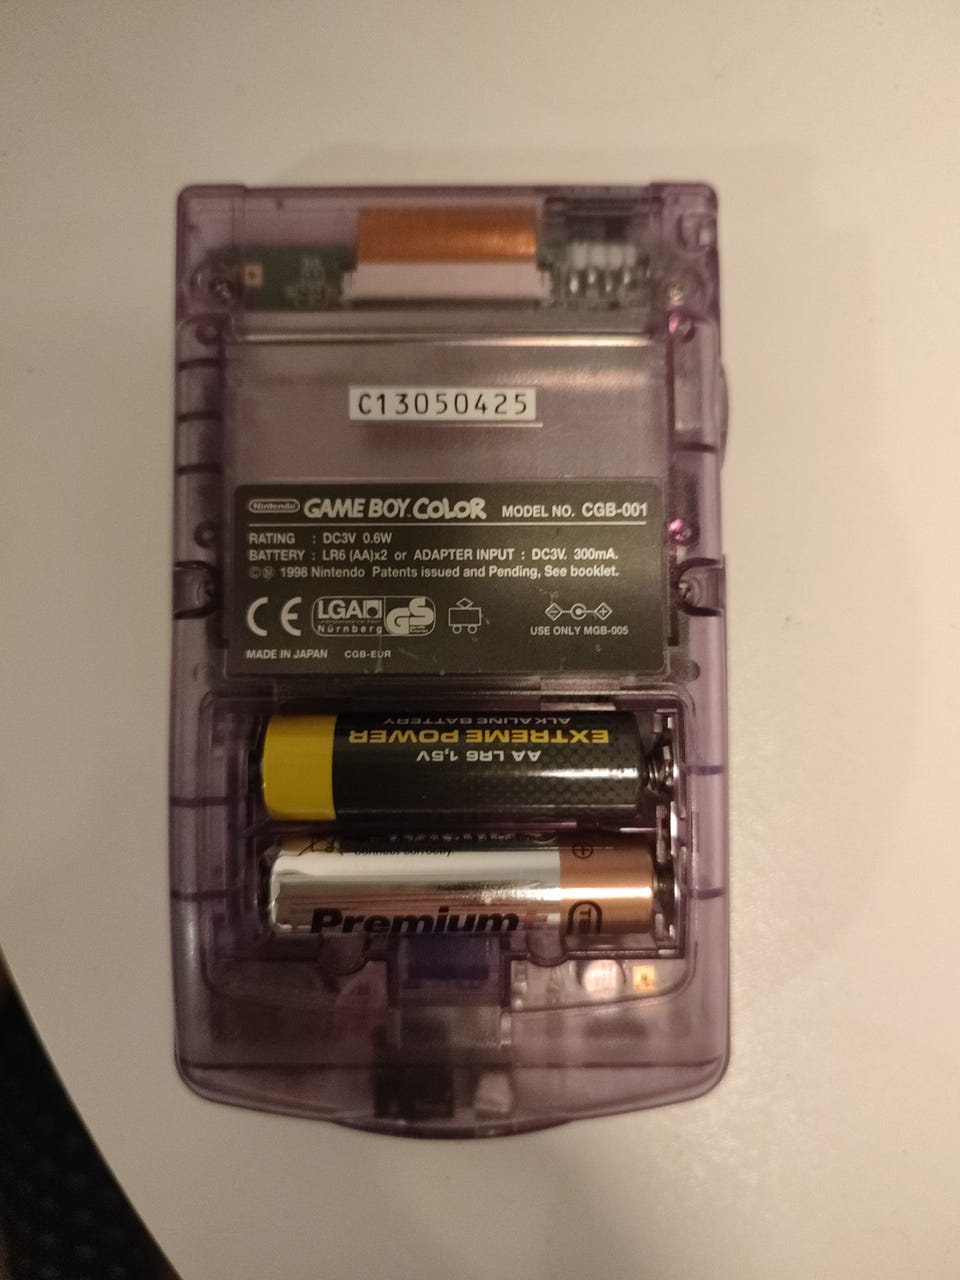 C13050425
Nintendo GAME BOY COLOR MODEL NO. CGB-001
RATING : DC3V 0.6W
BATTERY : LR6 (AA)x2 or ADAPTER INPUT : DC3V. 300mA.
©Ⓜ 1998 Nintendo Patents issued and Pending, See booklet.
CE LGA GS
Nürnberg
USE ONLY MGB-005
MADE IN JAPAN CGB-EUR
ALKALINE BATTERY
EXTREME POWER
AA LR6 1,5V
connect correctly.
Premium